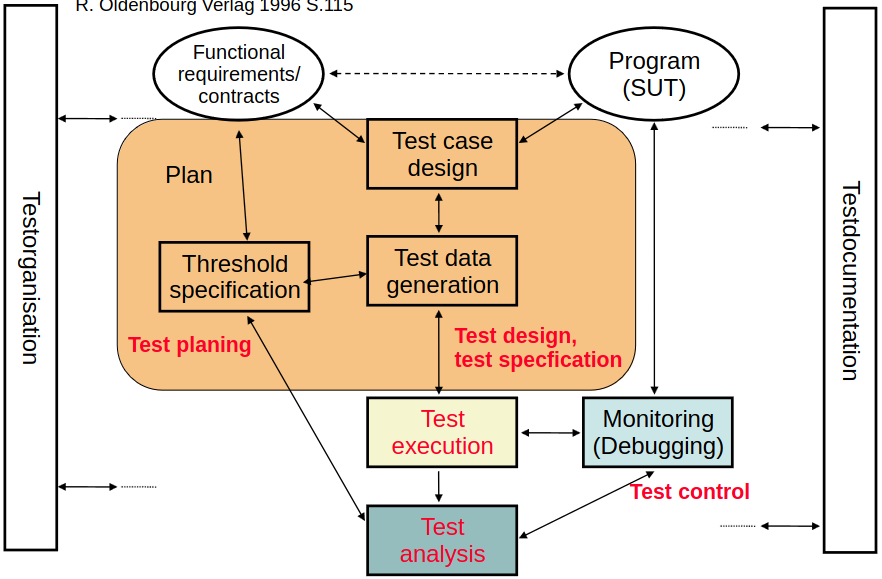 R. Oldenbourg Verlag 1996 S.115
Functional
requirements/
contracts
Program
(SUT)
Test case
design
Plan
Threshold
specification
Test data
generation
Test planing
Test design,
test specfication
Test
execution
Monitoring
(Debugging)
Test control
Test
analysis
Testorganisation
Testdocumentation